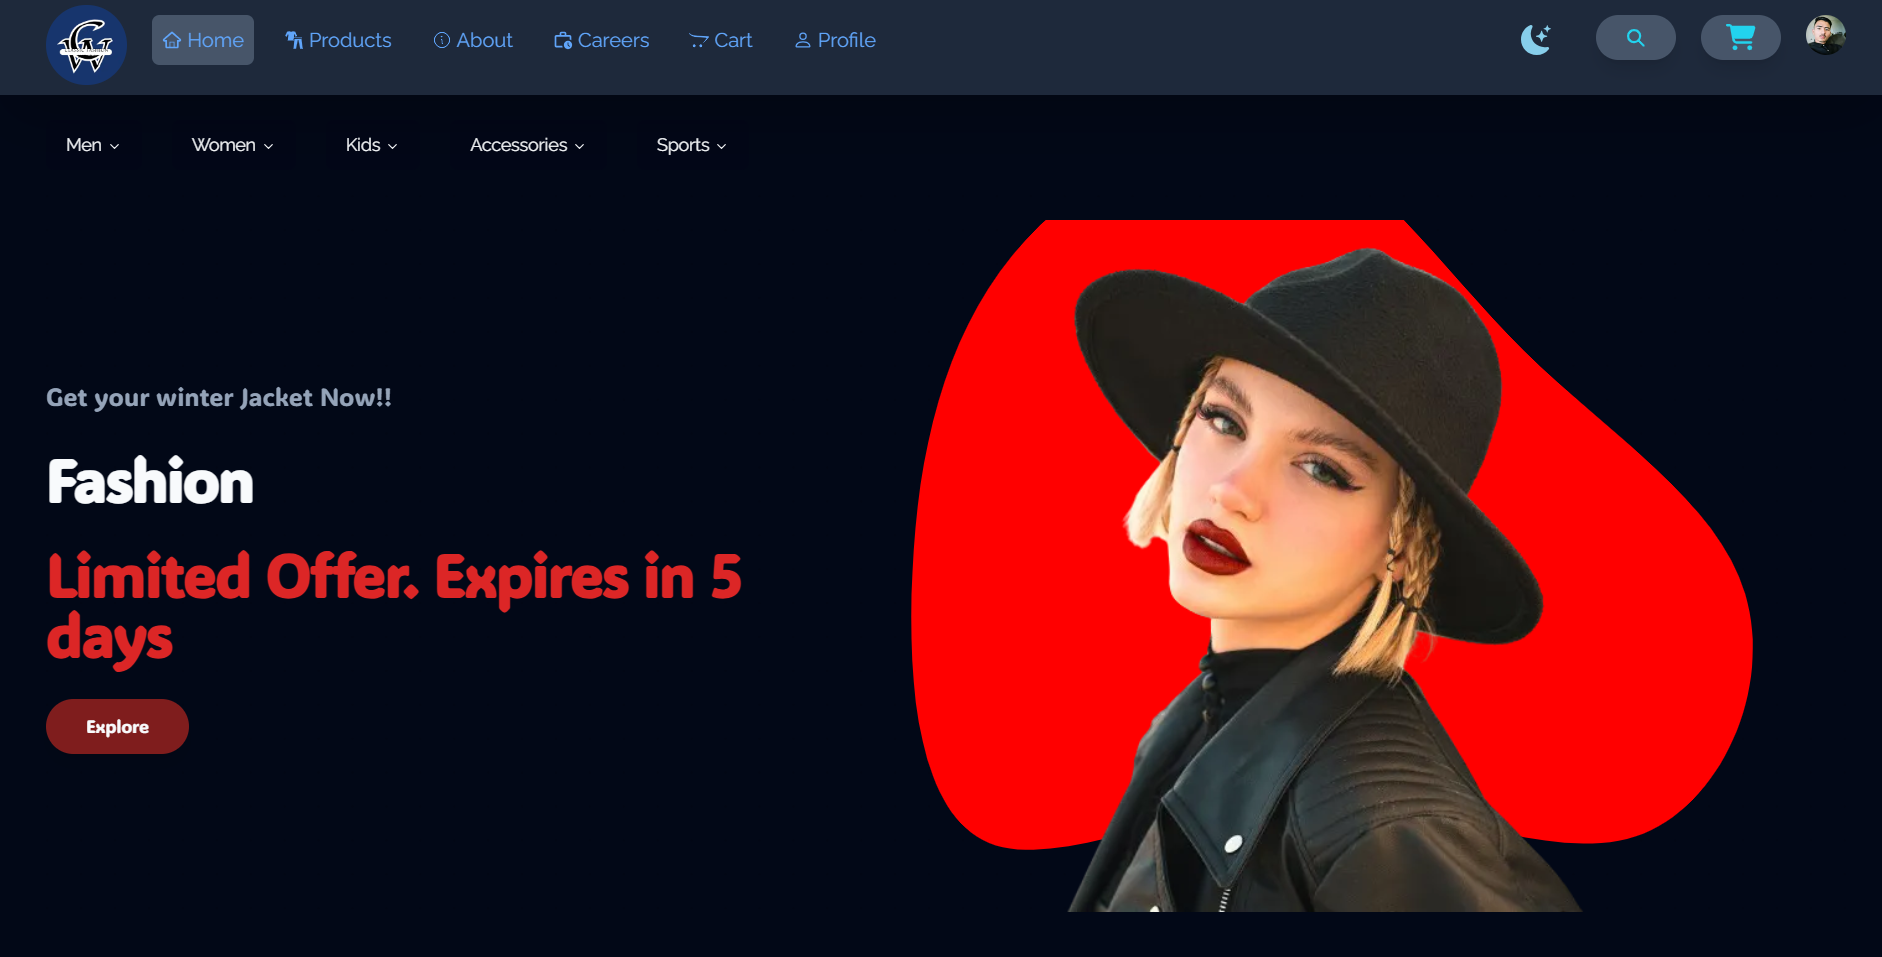 Home Products About Careers Cart Profile
Men Women Kids Accessories Sports
Get your winter Jacket Now!!
Fashion
Limited Offer. Expires in 5
days
Explore